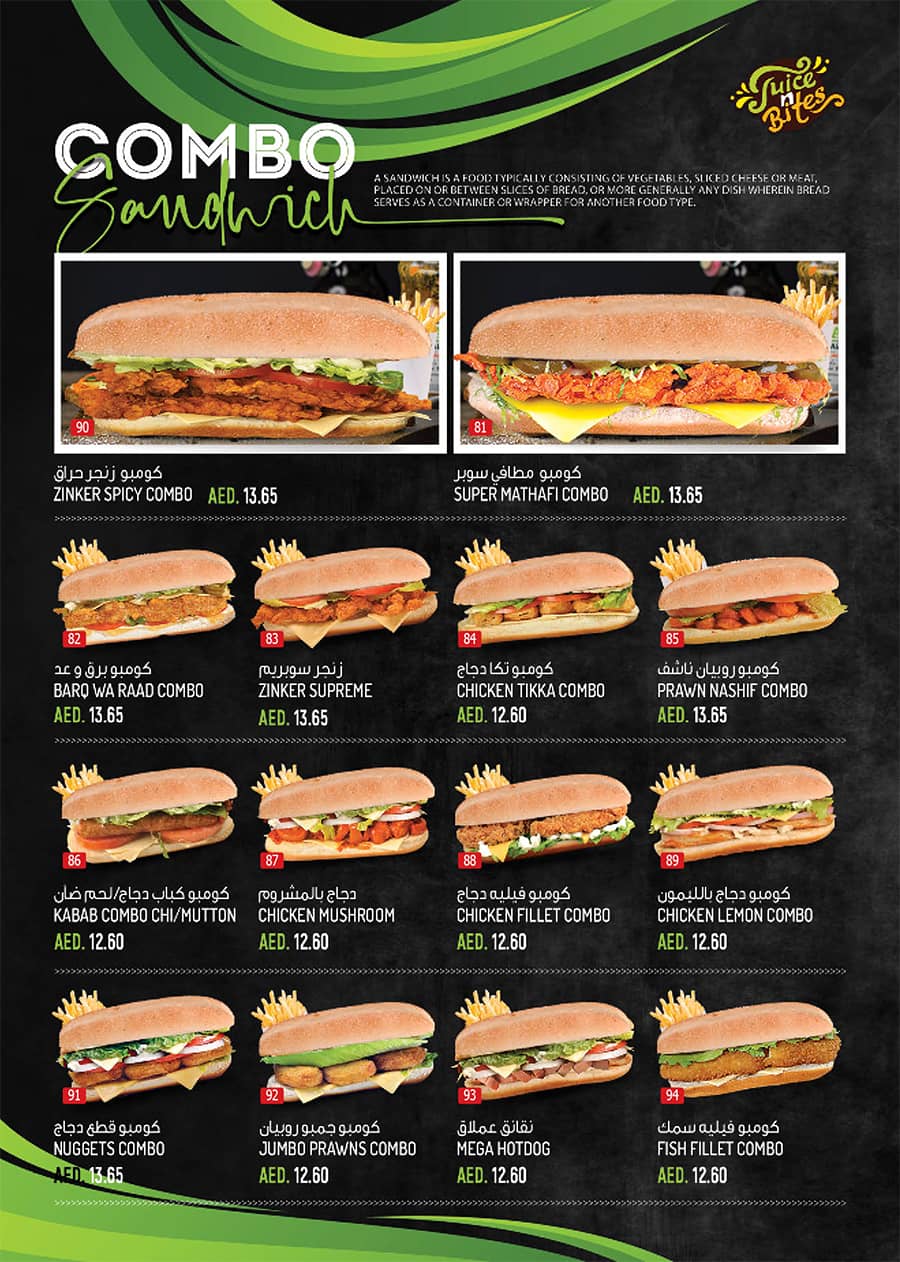 Juice
n
Bites
COMBO
Sandwich
A SANDWICH IS A FOOD TYPICALLY CONSISTING OF VEGETABLES, SLICED CHEESE OR MEAT,
PLACED ON OR BETWEEN SLICES OF BREAD, OR MORE GENERALLY ANY DISH WHEREIN BREAD
SERVES AS A CONTAINER OR WRAPPER FOR ANOTHER FOOD TYPE.
90
كومبو زنجر حراق
ZINKER SPICY COMBO AED. 13.65
81
كومبو مطافي سوبر
SUPER MATHAFI COMBO AED. 13.65
82
كومبو برق و عد
BARQ WA RAAD COMBO
AED. 13.65
83
زنجر سوبريم
ZINKER SUPREME
AED. 13.65
84
كومبو تكا دجاج
CHICKEN TIKKA COMBO
AED. 12.60
85
كومبو روبيان ناشف
PRAWN NASHIF COMBO
AED. 13.65
86
كومبو كباب دجاج/لحم ضأن
KABAB COMBO CHI/MUTTON
AED. 12.60
87
دجاج بالمشروم
CHICKEN MUSHROOM
AED. 12.60
88
كومبو فيليه دجاج
CHICKEN FILLET COMBO
AED. 12.60
89
كومبو دجاج بالليمون
CHICKEN LEMON COMBO
AED. 12.60
91
كومبو قطع دجاج
NUGGETS COMBO
AED. 13.65
92
كومبو جمبو روبيان
JUMBO PRAWNS COMBO
AED. 12.60
93
نقانق عملاق
MEGA HOTDOG
AED. 12.60
94
كومبو فيليه سمك
FISH FILLET COMBO
AED. 12.60